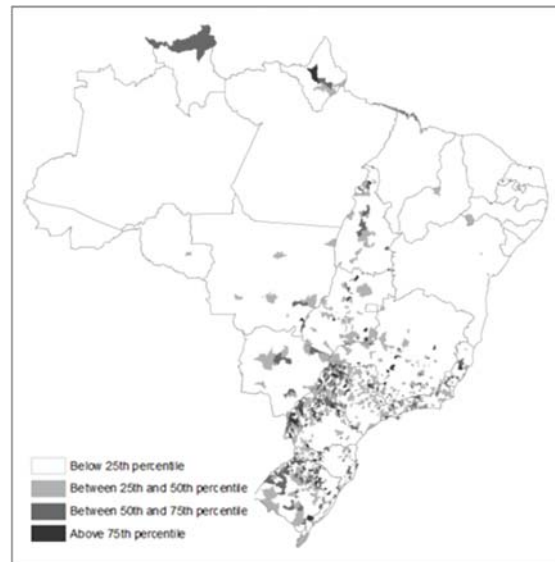 Below 25th percentile
Between 25th and 50th percentile
Between 50th and 75th percentile
Above 75th percentile